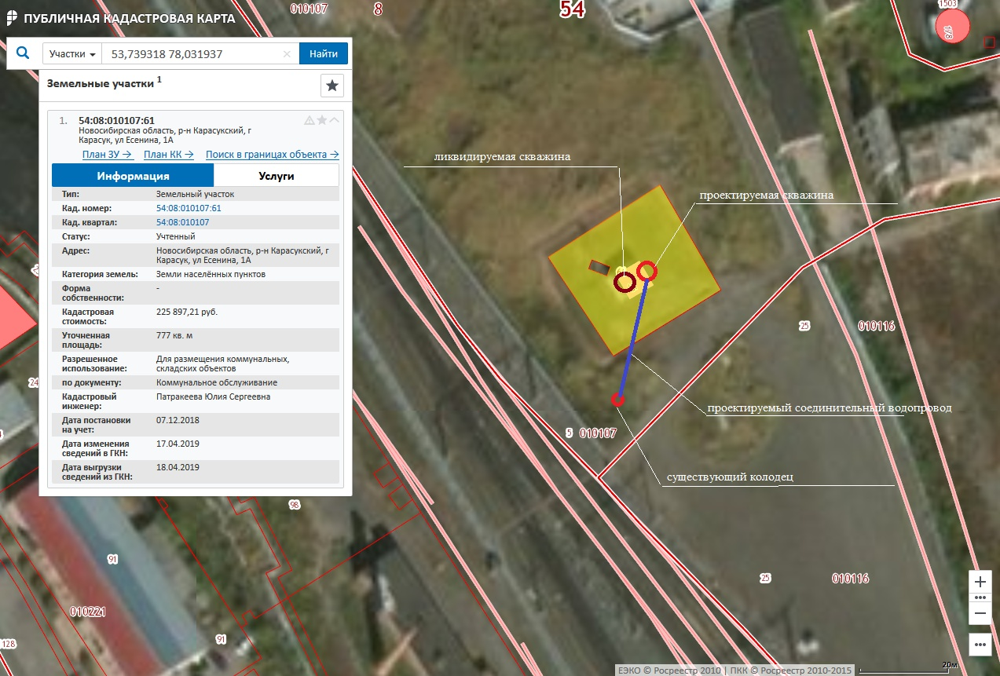 ПУБЛИЧНАЯ КАДАСТРОВАЯ КАРТА
010107
8
54
1503
178
Участки
53,739318 78,031937
Найти
Земельные участки 1
1.
54:08:010107:61
Новосибирская область, р-н Карасукский, г
Карасук, ул Есенина, 1А
План ЗУ →
План КК →
Поиск в границах объекта →
Информация
Услуги
Тип:
Земельный участок
Кад. номер:
54:08:010107:61
Кад. квартал:
54:08:010107
Статус:
Учтенный
Адрес:
Новосибирская область, р-н Карасукский, г
Карасук, ул Есенина, 1А
Категория земель:
Земли населённых пунктов
Форма
собственности:
-
Кадастровая
стоимость:
225 897,21 руб.
Уточненная
площадь:
777 кв. м
Разрешенное
использование:
Для размещения коммунальных,
складских объектов
по документу:
Коммунальное обслуживание
Кадастровый
инженер:
Патракеева Юлия Сергеевна
Дата постановки
на учет:
07.12.2018
Дата изменения
сведений в ГКН:
17.04.2019
Дата выгрузки
сведений из ГКН:
18.04.2019
ликвидируемая скважина
проектируемая скважина
25
010116
24
проектируемый соединительный водопровод
5
010107
существующий колодец
98
91
25
010116
010221
91
128
20м
ЕЭКО © Росреестр 2010 | ПКК © Росреестр 2010-2015